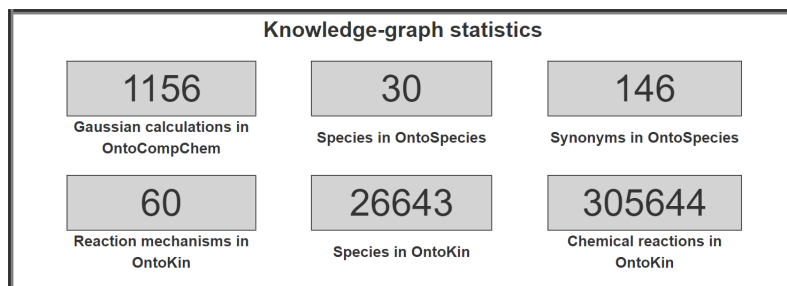 Knowledge-graph statistics
1156
30
146
Gaussian calculations in
OntoCompChem
Species in OntoSpecies
Synonyms in OntoSpecies
60
26643
305644
Reaction mechanisms in
OntoKin
Species in OntoKin
Chemical reactions in
OntoKin